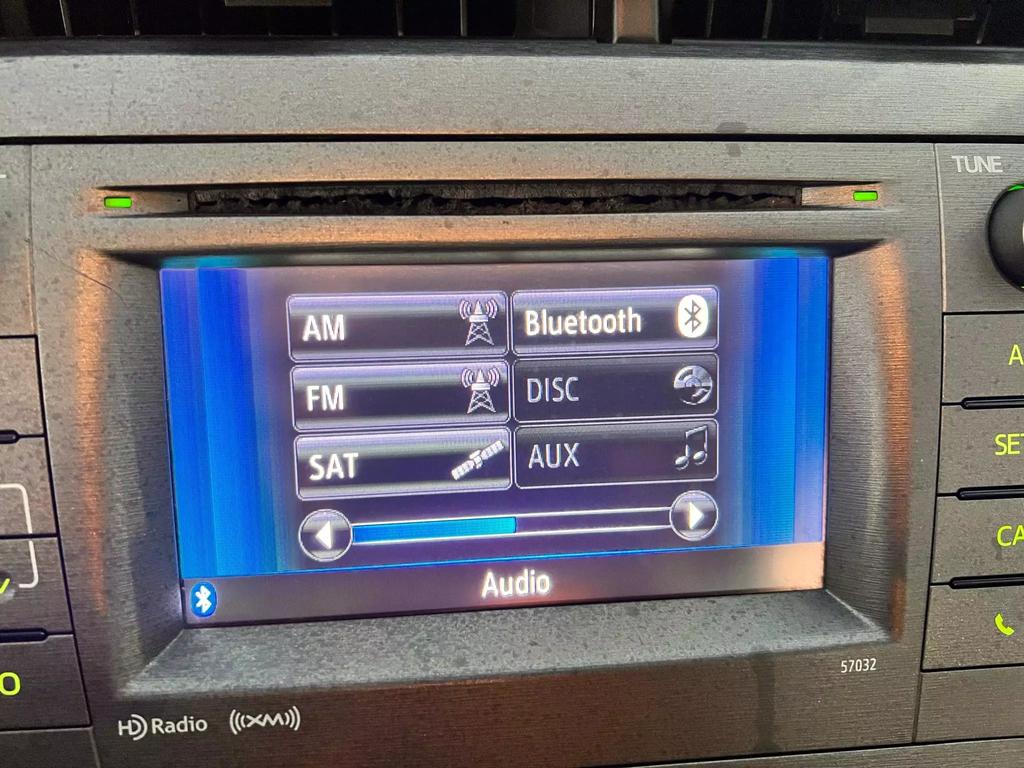 TUNE
AM
Bluetooth
FM
DISC
SAT
AUX
Audio
57032
HD Radio
((XM))